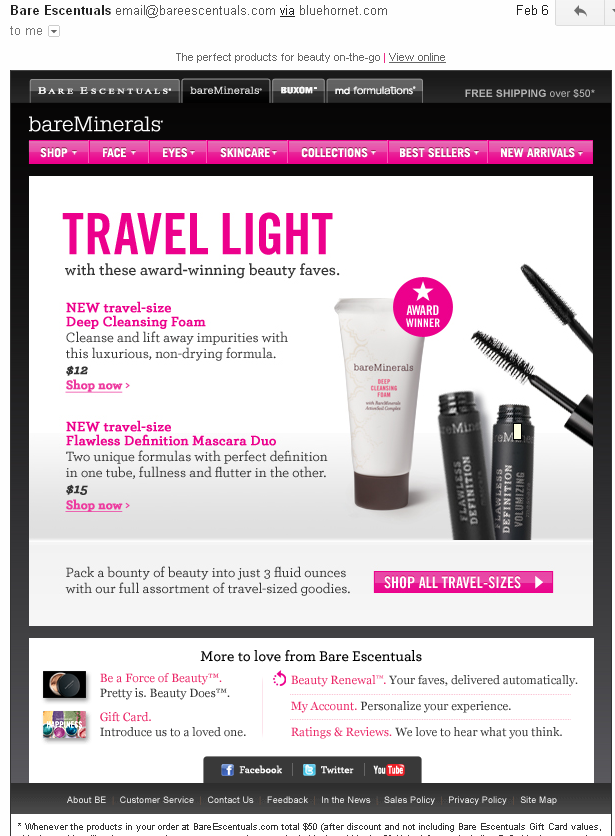 Bare Escentuals email@bareescentuals.com via bluehornet.com Feb 6
to me
The perfect products for beauty on-the-go | View online
BARE ESCENTUALS* bareMinerals* BUXOM™ md formulations* FREE SHIPPING over $50*
bareMinerals*
SHOP FACE EYES SKINCARE COLLECTIONS BEST SELLERS NEW ARRIVALS
TRAVEL LIGHT
with these award-winning beauty faves.
AWARD
WINNER
NEW travel-size
Deep Cleansing Foam
Cleanse and lift away impurities with
this luxurious, non-drying formula.
$12
Shop now >
NEW travel-size
Flawless Definition Mascara Duo
Two unique formulas with perfect definition
in one tube, fullness and flutter in the other.
$15
Shop now >
bareMinerals
DEEP
CLEANSING
FOAM
with BareMinerals
ActiveSoil Complex
FLAWLESS
DEFINITION
FLAWLESS
DEFINITION
VOLUMIZING
Pack a bounty of beauty into just 3 fluid ounces
with our full assortment of travel-sized goodies.
SHOP ALL TRAVEL-SIZES
More to love from Bare Escentuals
Be a Force of Beauty™.
Pretty is. Beauty Does™.
HAPPINESS
Gift Card.
Introduce us to a loved one.
Beauty Renewal™. Your faves, delivered automatically.
My Account. Personalize your experience.
Ratings & Reviews. We love to hear what you think.
Facebook Twitter YouTube
About BE Customer Service Contact Us Feedback In the News Sales Policy Privacy Policy Site Map
* Whenever the products in your order at BareEscentuals.com total $50 (after discount and not including Bare Escentuals Gift Card values,